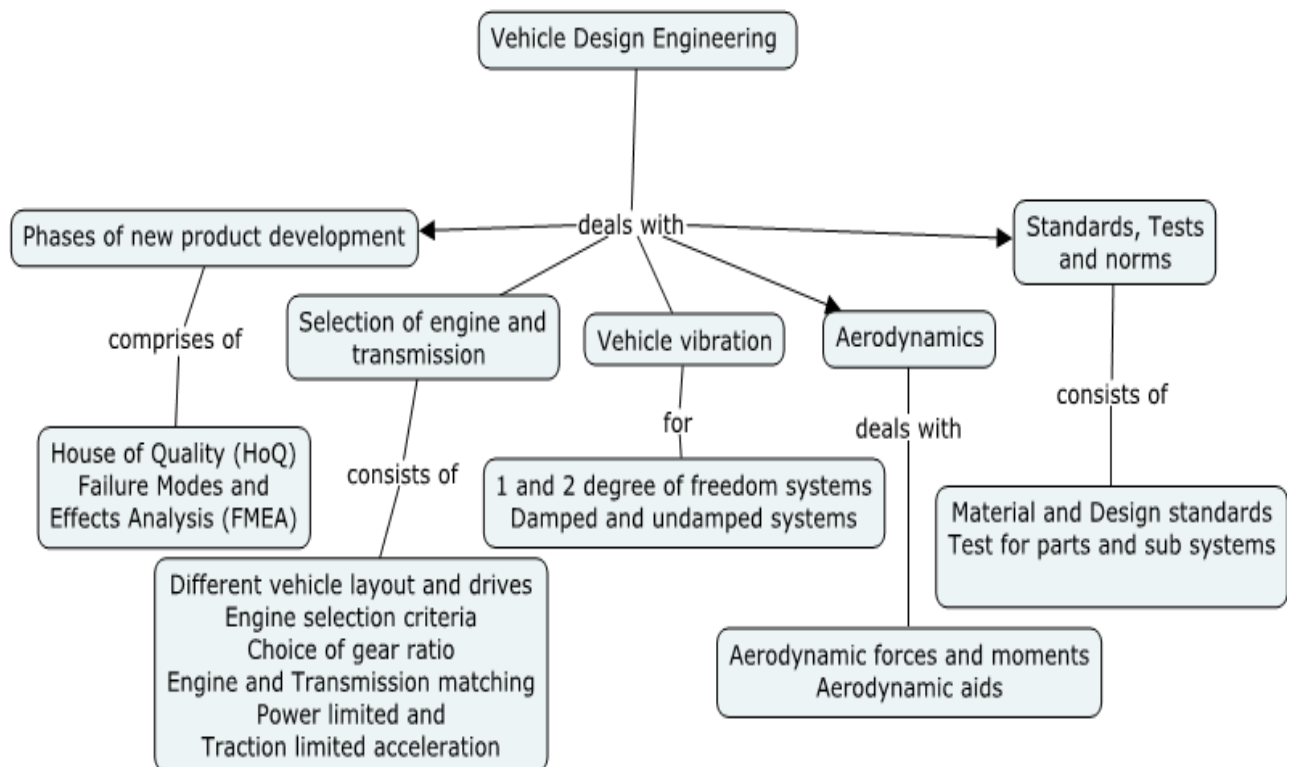 Vehicle Design Engineering
deals with
Phases of new product development
Standards, Tests
and norms
Selection of engine and
transmission
Vehicle vibration
Aerodynamics
comprises of
consists of
for
deals with
consists of
House of Quality (HoQ)
Failure Modes and
Effects Analysis (FMEA)
1 and 2 degree of freedom systems
Damped and undamped systems
Material and Design standards
Test for parts and sub systems
Different vehicle layout and drives
Engine selection criteria
Choice of gear ratio
Engine and Transmission matching
Power limited and
Traction limited acceleration
Aerodynamic forces and moments
Aerodynamic aids